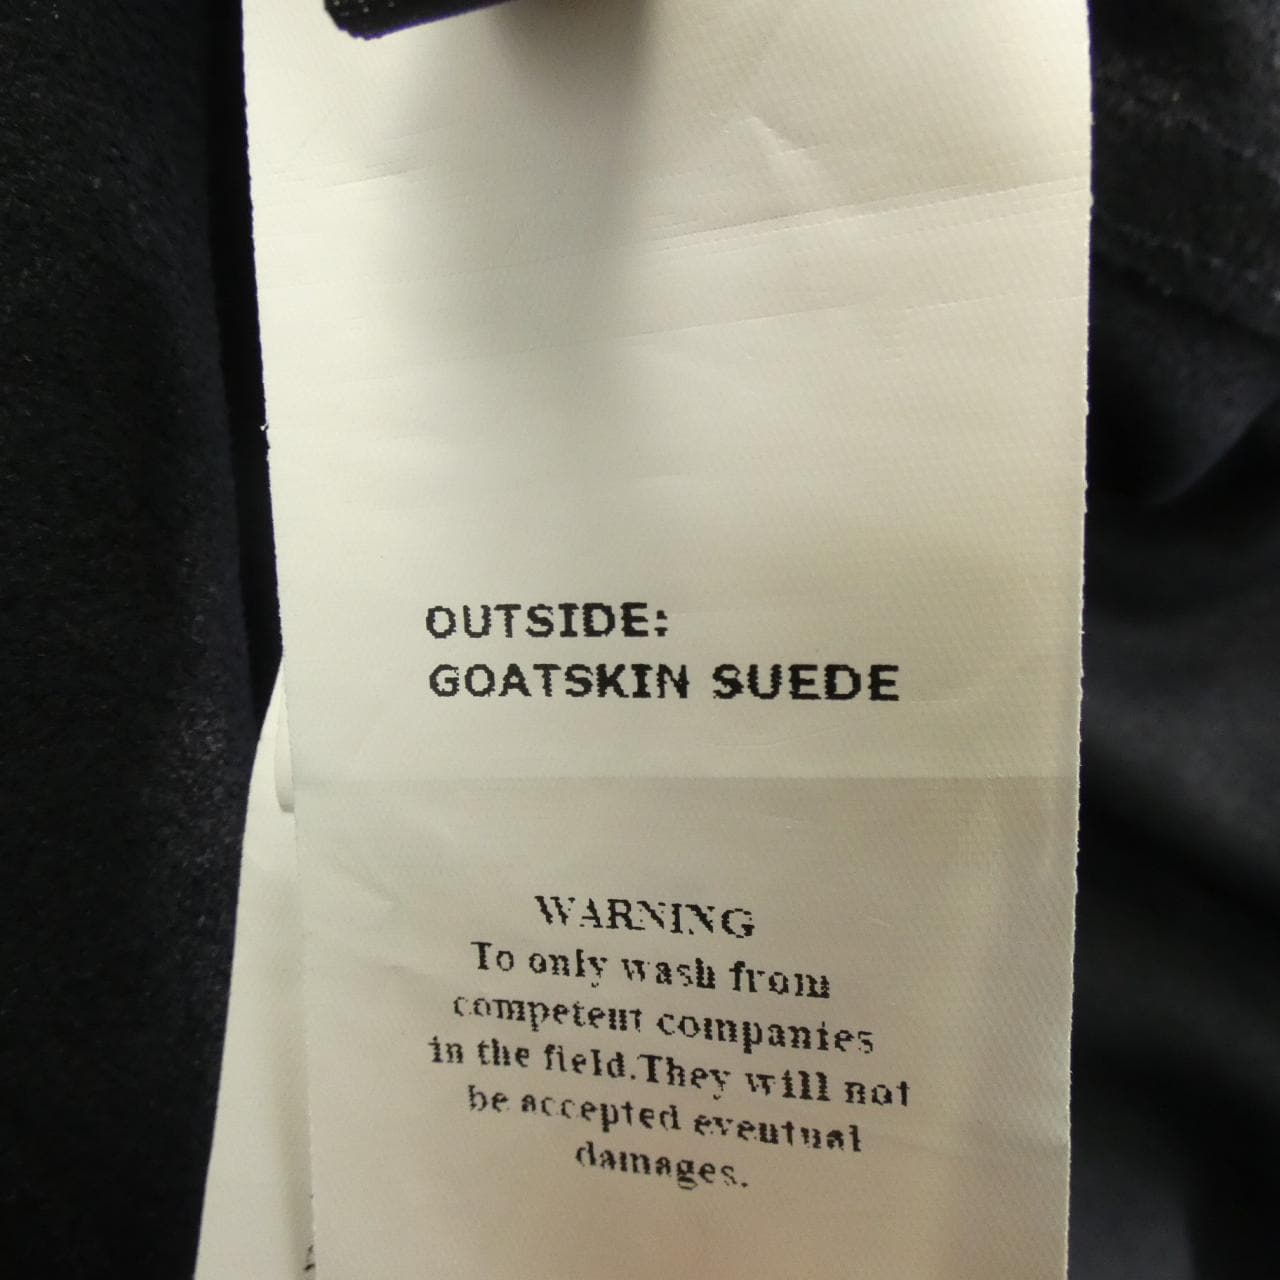 OUTSIDE:
GOATSKIN SUEDE
WARNING
To only wash from
competent companies
in the field.They will not
be accepted eventual
damages.